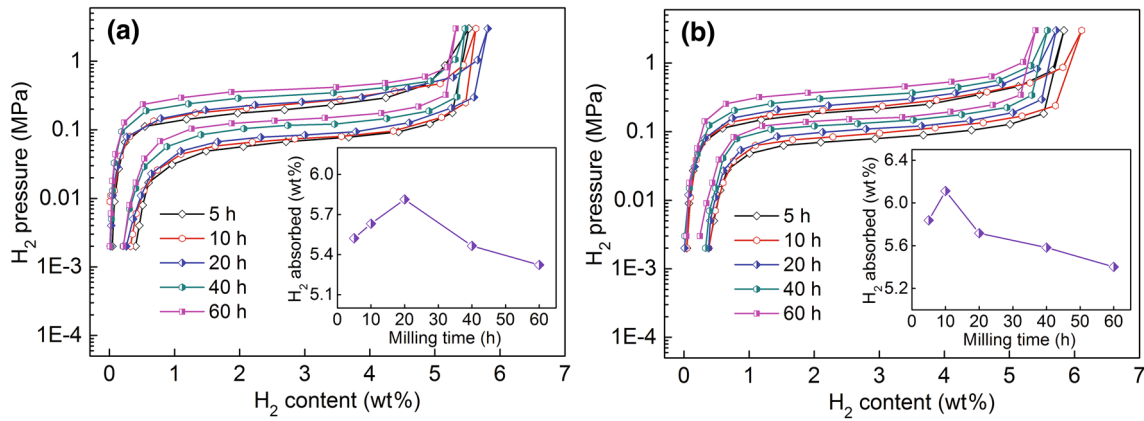 (a)
H2 pressure (MPa)
1
0.1
0.01
1E-3
1E-4
0 1 2 3 4 5 6 7
H2 content (wt%)
5 h
10 h
20 h
40 h
60 h
H2 absorbed (wt%)
6.0
5.7
5.4
5.1
0 10 20 30 40 50 60
Milling time (h)
(b)
H2 pressure (MPa)
1
0.1
0.01
1E-3
1E-4
0 1 2 3 4 5 6 7
H2 content (wt%)
5 h
10 h
20 h
40 h
60 h
H2 absorbed (wt%)
6.4
6.0
5.6
5.2
0 10 20 30 40 50 60
Milling time (h)